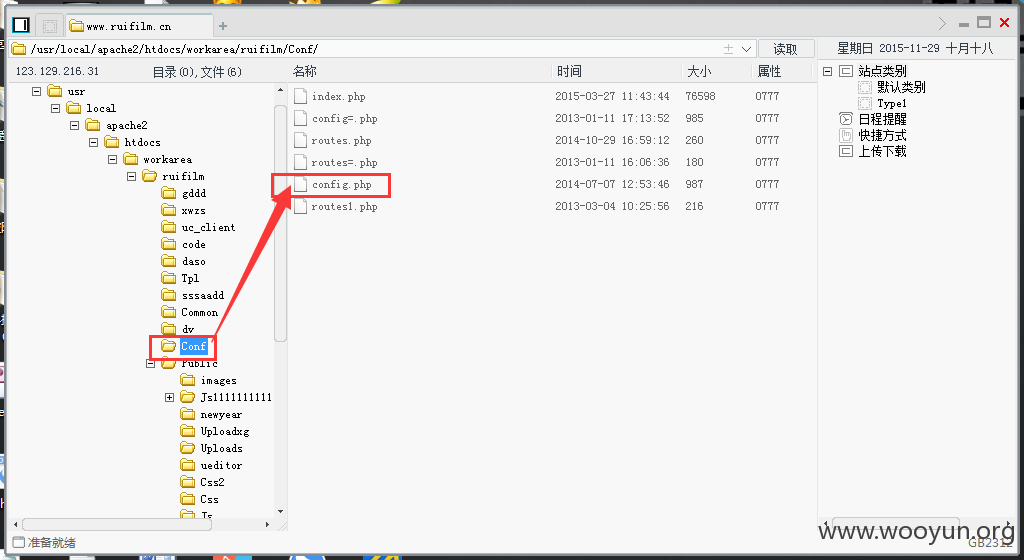 www.ruifilm.cn
/usr/local/apache2/htdocs/workarea/ruifilm/Conf/
读取
星期日 2015-11-29 十月十八
123.129.216.31 目录(0),文件(6)
名称 时间 大小 属性
usr
local
apache2
htdocs
workarea
ruifilm
gddd
xwzs
uc_client
code
daso
Tpl
sssaadd
Common
dv
Conf
Public
images
Js1111111111
newyear
Uploadxg
Uploads
ueditor
Css2
Css
Js
index.php 2015-03-27 11:43:44 76598 0777
config=.php 2013-01-11 17:13:52 985 0777
routes.php 2014-10-29 16:59:12 260 0777
routes=.php 2013-01-11 16:06:36 180 0777
config.php 2014-07-07 12:53:46 987 0777
routes1.php 2013-03-04 10:25:56 216 0777
站点类别
默认类别
Type1
日程提醒
快捷方式
上传下载
准备就绪
GB2312
www.wooyun.org